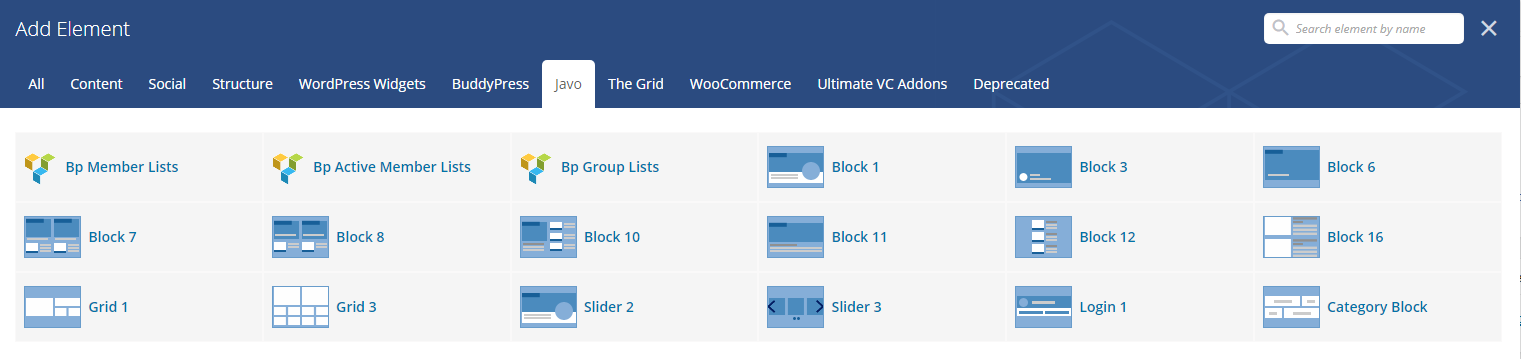 Add Element
Search element by name
All Content Social Structure WordPress Widgets BuddyPress Javo The Grid WooCommerce Ultimate VC Addons Deprecated
Bp Member Lists Bp Active Member Lists Bp Group Lists Block 1 Block 3 Block 6
Block 7 Block 8 Block 10 Block 11 Block 12 Block 16
Grid 1 Grid 3 Slider 2 Slider 3 Login 1 Category Block